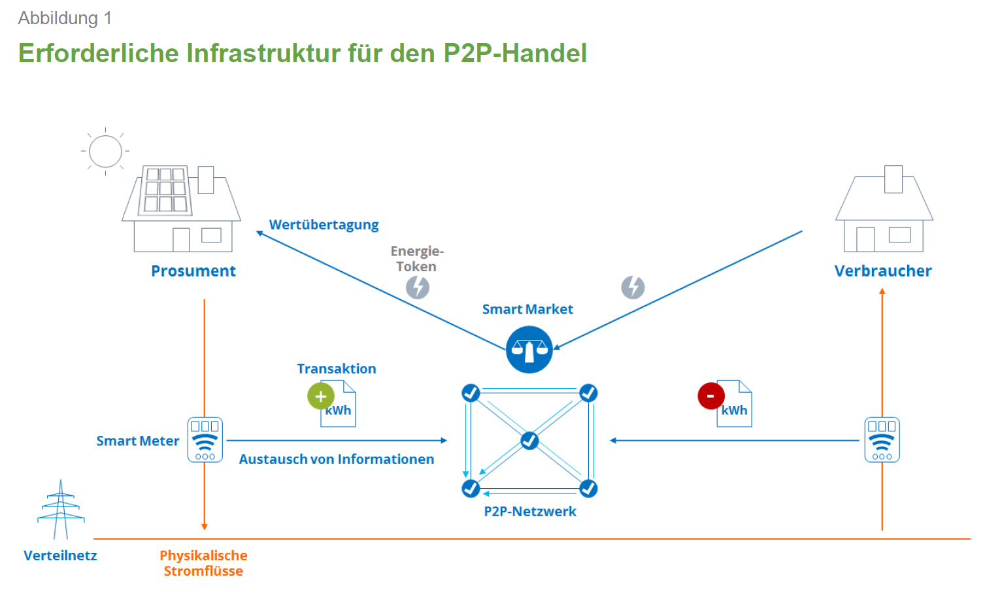 Abbildung 1
Erforderliche Infrastruktur für den P2P-Handel
Wertübertagung
Energie-
Token
Prosument
Verbraucher
Smart Market
Transaktion
+
kWh
-
kWh
Smart Meter
Austausch von Informationen
P2P-Netzwerk
Verteilnetz
Physikalische
Stromflüsse